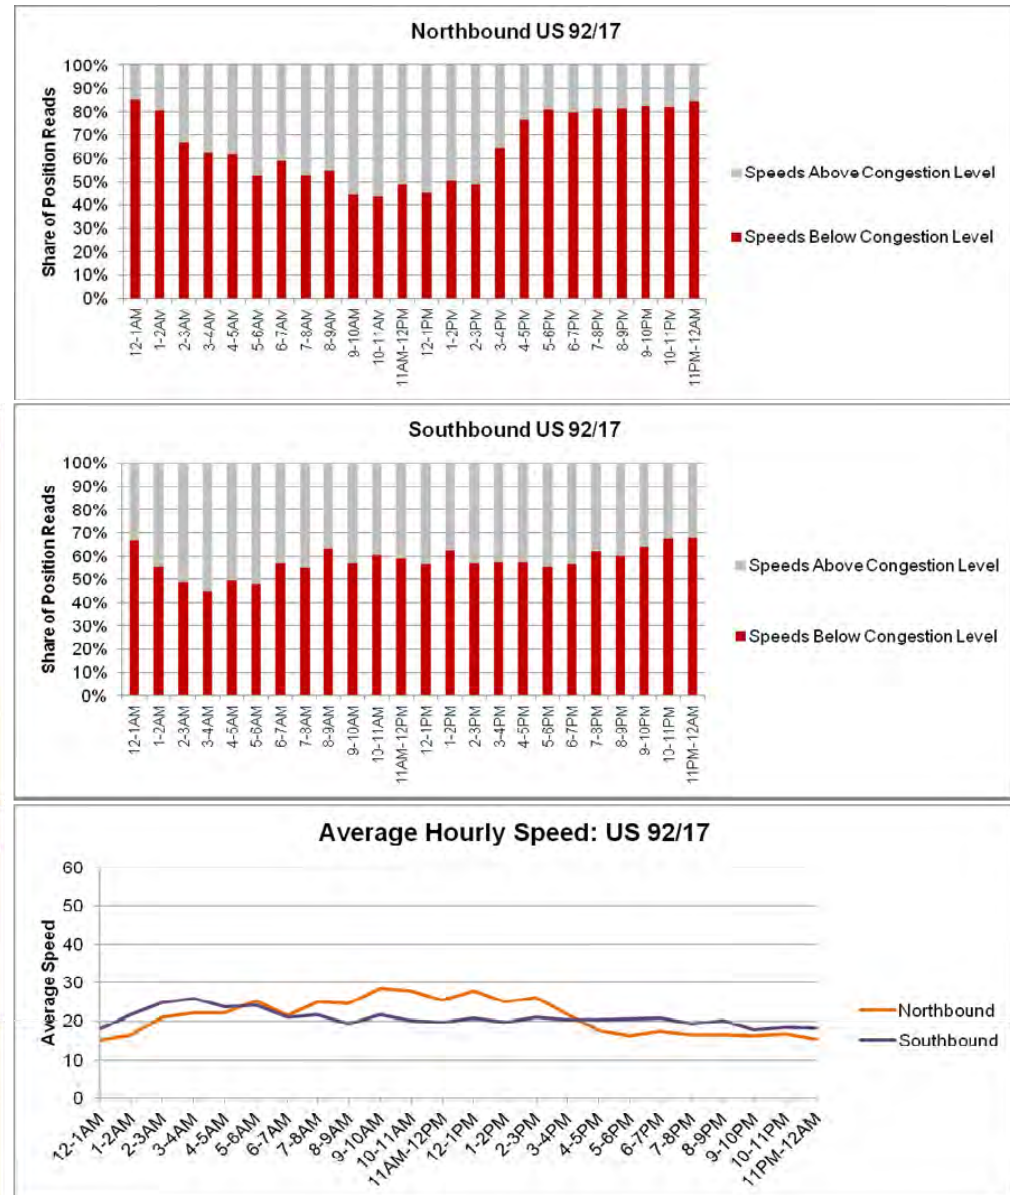 Northbound US 92/17
Share of Position Reads
100%
90%
80%
70%
60%
50%
40%
30%
20%
10%
0%
12-1AM
1-2AM
2-3AM
3-4AM
4-5AM
5-6AM
6-7AM
7-8AM
8-9AM
9-10AM
10-11AM
11AM-12PM
12-1PM
1-2PM
2-3PM
3-4PM
4-5PM
5-6PM
6-7PM
7-8PM
8-9PM
9-10PM
10-11PM
11PM-12AM
Speeds Above Congestion Level
Speeds Below Congestion Level
Southbound US 92/17
Share of Position Reads
100%
90%
80%
70%
60%
50%
40%
30%
20%
10%
0%
12-1AM
1-2AM
2-3AM
3-4AM
4-5AM
5-6AM
6-7AM
7-8AM
8-9AM
9-10AM
10-11AM
11AM-12PM
12-1PM
1-2PM
2-3PM
3-4PM
4-5PM
5-6PM
6-7PM
7-8PM
8-9PM
9-10PM
10-11PM
11PM-12AM
Speeds Above Congestion Level
Speeds Below Congestion Level
Average Hourly Speed: US 92/17
Average Speed
60
50
40
30
20
10
0
12-1AM
1-2AM
2-3AM
3-4AM
4-5AM
5-6AM
6-7AM
7-8AM
8-9AM
9-10AM
10-11AM
11AM-12PM
12-1PM
1-2PM
2-3PM
3-4PM
4-5PM
5-6PM
6-7PM
7-8PM
8-9PM
9-10PM
10-11PM
11PM-12AM
Northbound
Southbound